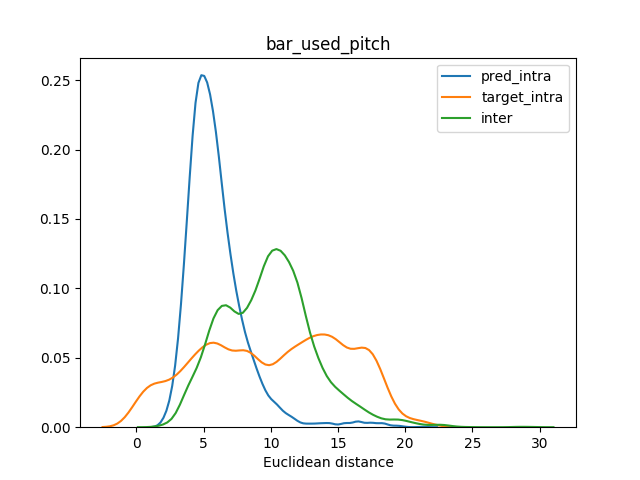 bar_used_pitch
pred_intra
target_intra
inter
0.25
0.20
0.15
0.10
0.05
0.00
0 5 10 15 20 25 30
Euclidean distance